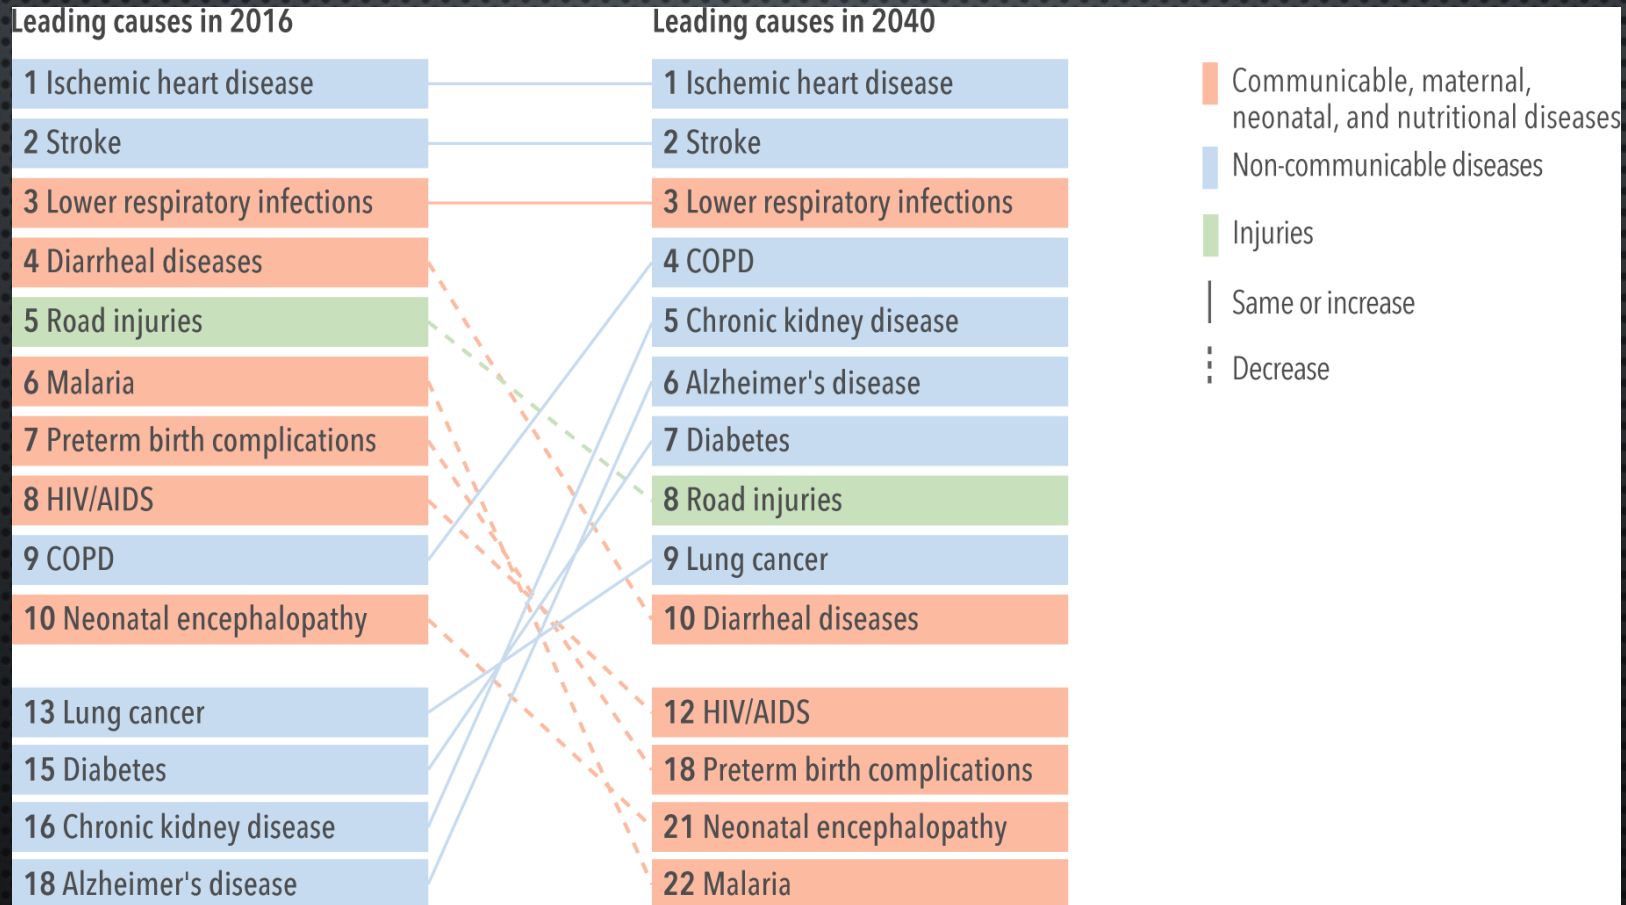 Leading causes in 2016
1 Ischemic heart disease
2 Stroke
3 Lower respiratory infections
4 Diarrheal diseases
5 Road injuries
6 Malaria
7 Preterm birth complications
8 HIV/AIDS
9 COPD
10 Neonatal encephalopathy
13 Lung cancer
15 Diabetes
16 Chronic kidney disease
18 Alzheimer's disease
Leading causes in 2040
1 Ischemic heart disease
2 Stroke
3 Lower respiratory infections
4 COPD
5 Chronic kidney disease
6 Alzheimer's disease
7 Diabetes
8 Road injuries
9 Lung cancer
10 Diarrheal diseases
12 HIV/AIDS
18 Preterm birth complications
21 Neonatal encephalopathy
22 Malaria
Communicable, maternal,
neonatal, and nutritional diseases
Non-communicable diseases
Injuries
Same or increase
Decrease